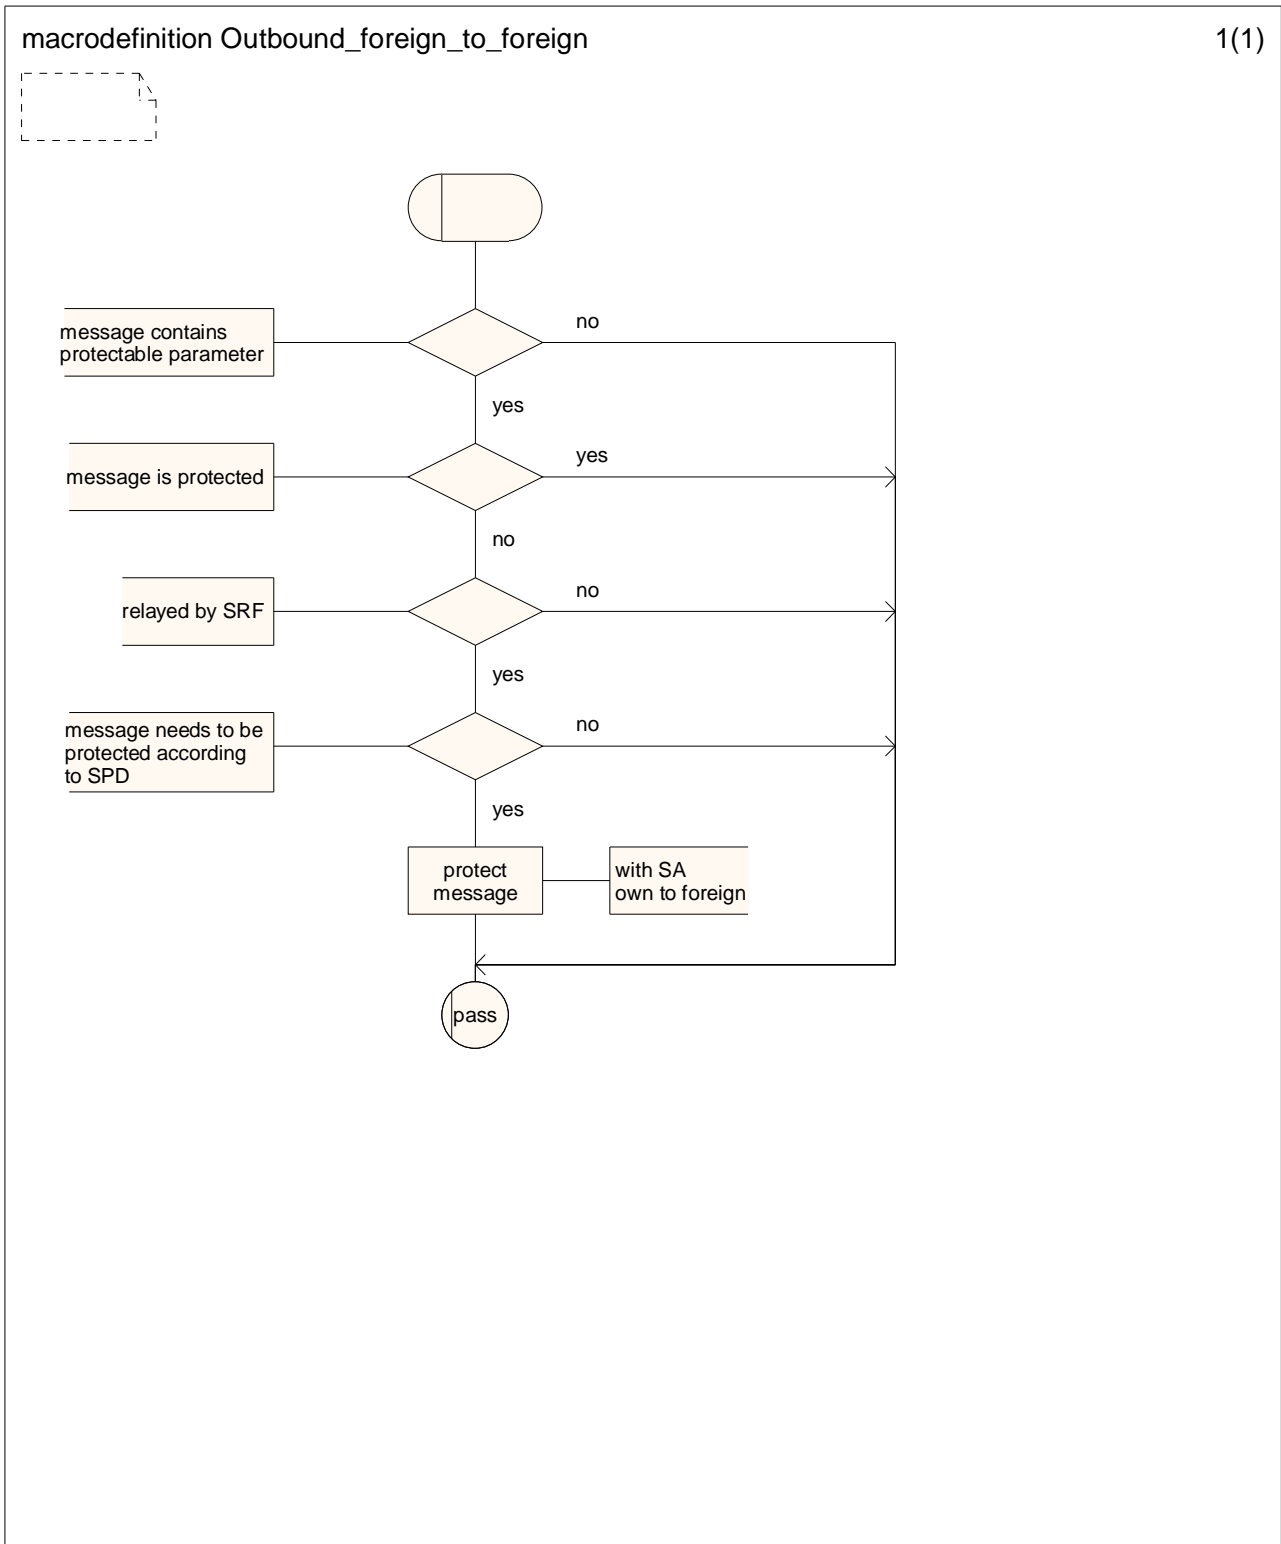 macrodefinition Outbound_foreign_to_foreign
1(1)
message contains
protectable parameter
no
yes
message is protected
yes
no
relayed by SRF
no
yes
message needs to be
protected according
to SPD
no
yes
protect
message
with SA
own to foreign
pass